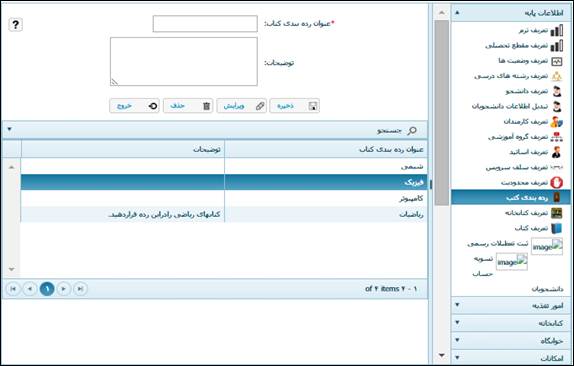 اطلاعات پایه
تعریف ترم
تعریف مقطع تحصیلی
تعریف وضعیت ها
تعریف رشته های درسی
تعریف دانشجو
تبدیل اطلاعات دانشجویان
تعریف کارمندان
تعریف گروه آموزشی
تعریف اساتید
تعریف سلف سرویس
تعریف محدودیت
رده بندی کتب
تعریف کتابخانه
تعریف کتاب
image ثبت تعطیلات رسمی
image تسویه
حساب
دانشجویان
امور تغذیه
کتابخانه
خوابگاه
امکانات
*عنوان رده بندی کتاب:
?
توضیحات:
ذخیره ویرایش حذف خروج
جستجو
عنوان رده بندی کتاب توضیحات
شیمی
فیزیک
کامپیوتر
ریاضیات کتابهای ریاضی رادراین رده قراردهید.
۱ - ۴ of ۴ items
۱